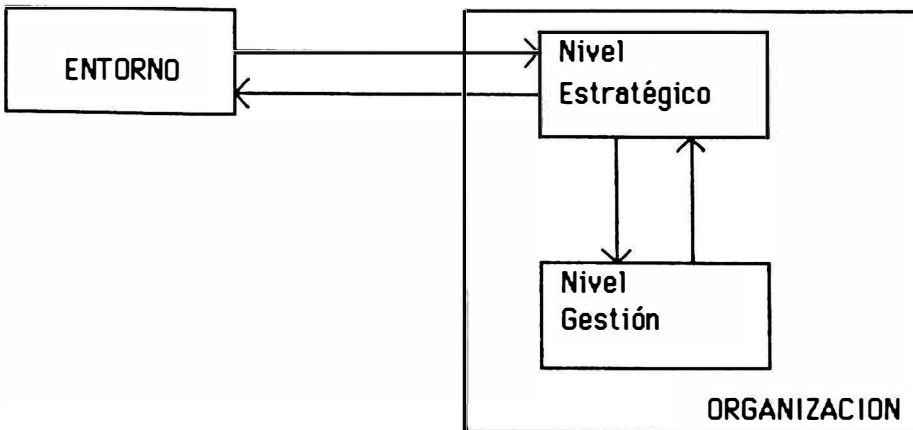 ENTORNO
Nivel
Estratégico
Nivel
Gestión
ORGANIZACION